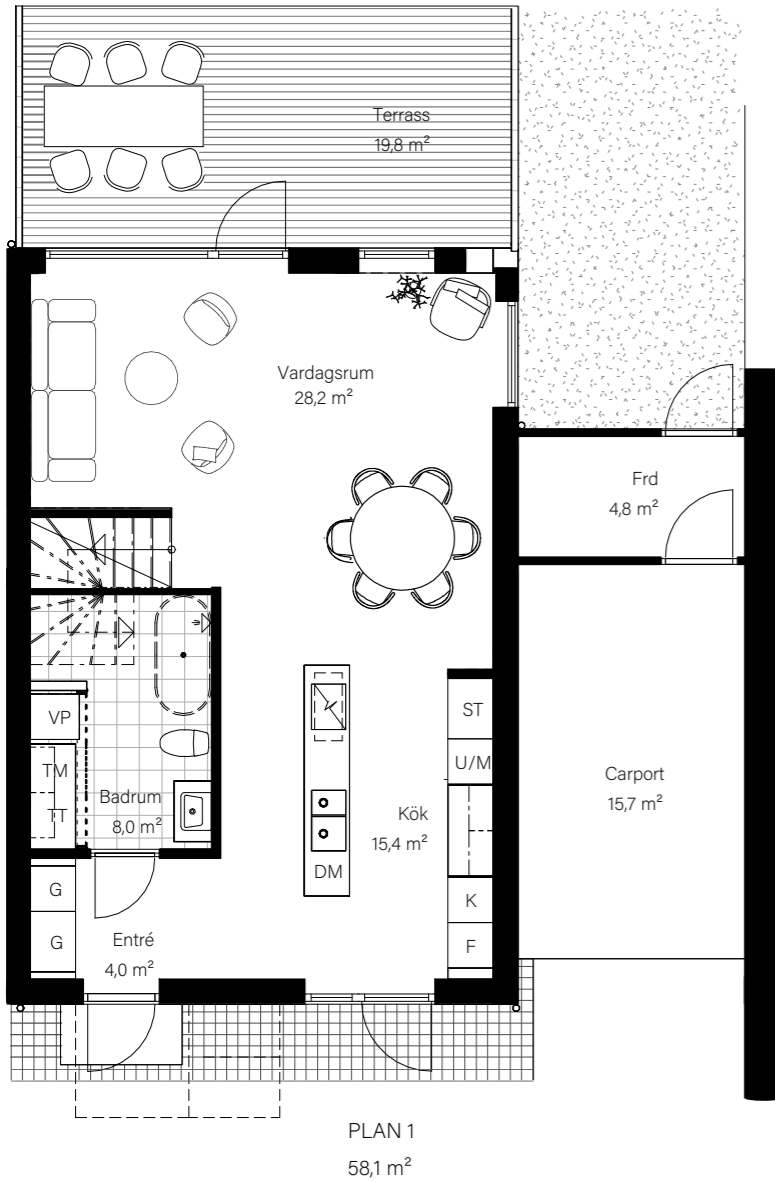 Terrass
19,8 m²
Vardagsrum
28,2 m²
Frd
4,8 m²
ST
VP
U/M
TM
Carport
Badrum
15,7 m²
TT
Kök
8,0 m²
15,4 m²
DM
G
K
Entré
G
F
4,0 m²
PLAN 1
58,1 m²